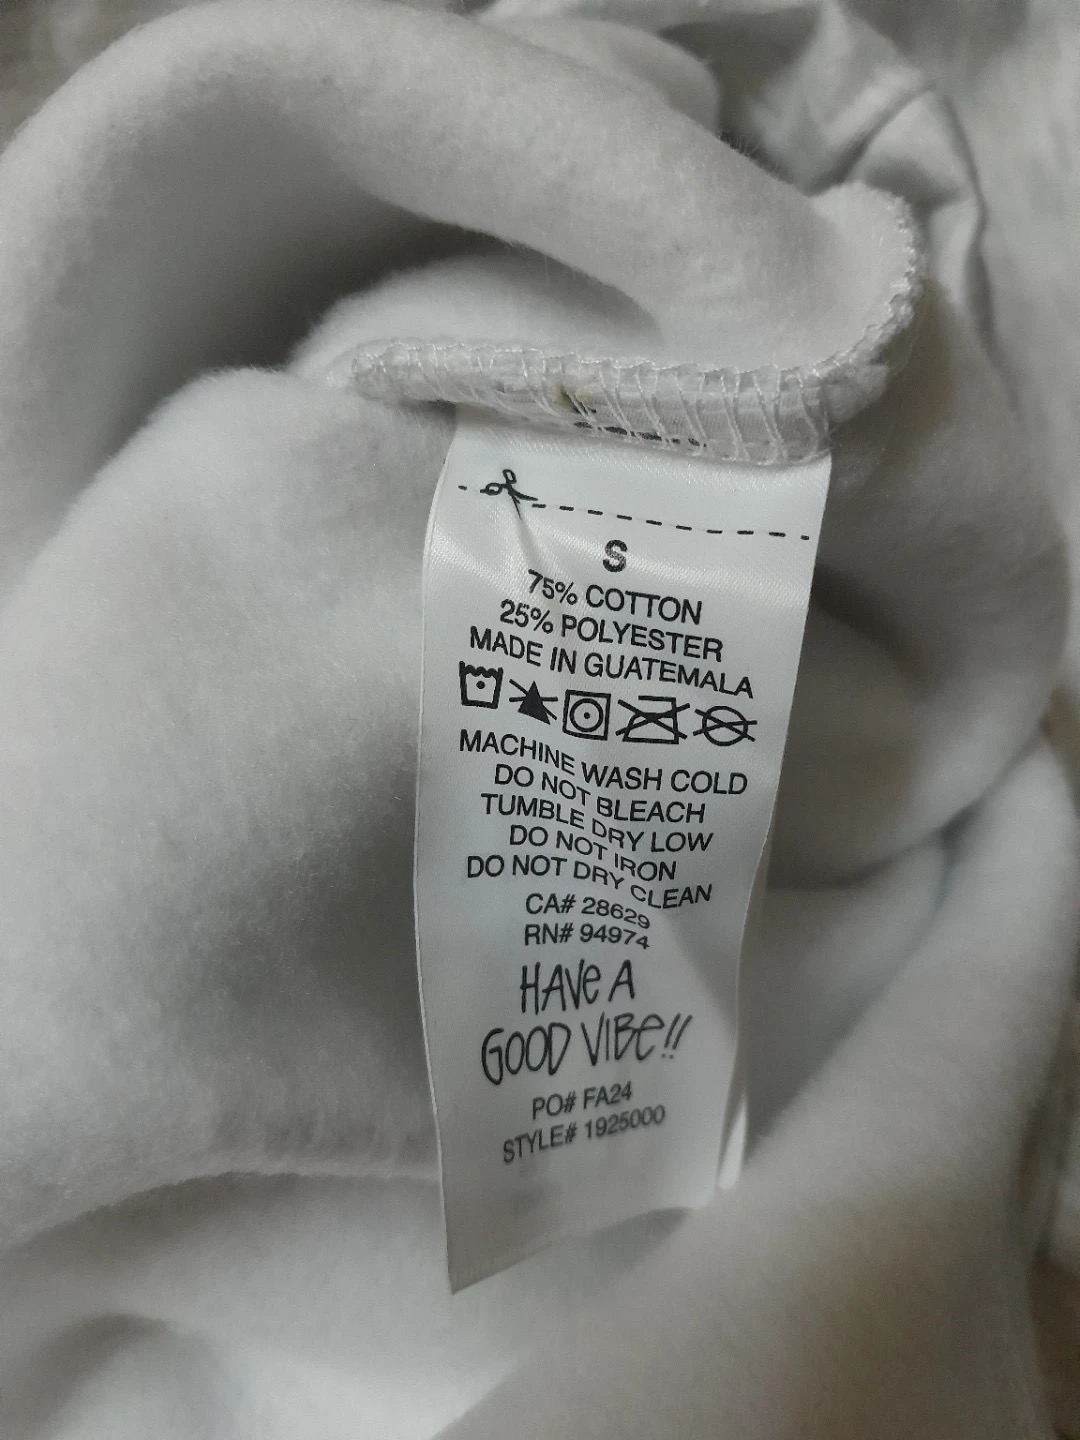 S
75% COTTON
25% POLYESTER
MADE IN GUATEMALA
MACHINE WASH COLD
DO NOT BLEACH
TUMBLE DRY LOW
DO NOT IRON
DO NOT DRY CLEAN
CA# 28629
RN# 94974
HAVe A
GOOD VIBe!!
PO# FA24
STYLE# 1925000